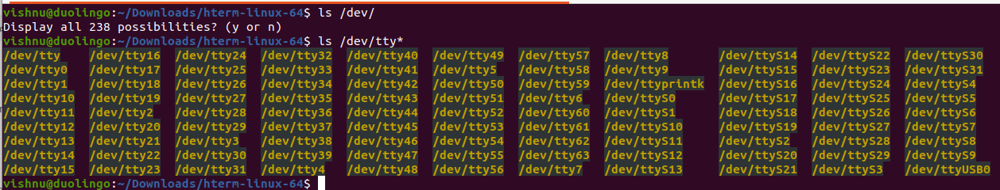 vishnu@duolingo:~/Downloads/hterm-linux-64$ ls /dev/
Display all 238 possibilities? (y or n)
vishnu@duolingo:~/Downloads/hterm-linux-64$ ls /dev/tty*
/dev/tty /dev/tty16 /dev/tty24 /dev/tty32 /dev/tty40 /dev/tty49 /dev/tty57 /dev/tty8 /dev/ttyS14 /dev/ttyS22 /dev/ttyS30
/dev/tty0 /dev/tty17 /dev/tty25 /dev/tty33 /dev/tty41 /dev/tty5 /dev/tty58 /dev/tty9 /dev/ttyS15 /dev/ttyS23 /dev/ttyS31
/dev/tty1 /dev/tty18 /dev/tty26 /dev/tty34 /dev/tty42 /dev/tty50 /dev/tty59 /dev/ttyprintk /dev/ttyS16 /dev/ttyS24 /dev/ttyS4
/dev/tty10 /dev/tty19 /dev/tty27 /dev/tty35 /dev/tty43 /dev/tty51 /dev/tty6 /dev/ttyS0 /dev/ttyS17 /dev/ttyS25 /dev/ttyS5
/dev/tty11 /dev/tty2 /dev/tty28 /dev/tty36 /dev/tty44 /dev/tty52 /dev/tty60 /dev/ttyS1 /dev/ttyS18 /dev/ttyS26 /dev/ttyS6
/dev/tty12 /dev/tty20 /dev/tty29 /dev/tty37 /dev/tty45 /dev/tty53 /dev/tty61 /dev/ttyS10 /dev/ttyS19 /dev/ttyS27 /dev/ttyS7
/dev/tty13 /dev/tty21 /dev/tty3 /dev/tty38 /dev/tty46 /dev/tty54 /dev/tty62 /dev/ttyS11 /dev/ttyS2 /dev/ttyS28 /dev/ttyS8
/dev/tty14 /dev/tty22 /dev/tty30 /dev/tty39 /dev/tty47 /dev/tty55 /dev/tty63 /dev/ttyS12 /dev/ttyS20 /dev/ttyS29 /dev/ttyS9
/dev/tty15 /dev/tty23 /dev/tty31 /dev/tty4 /dev/tty48 /dev/tty56 /dev/tty7 /dev/ttyS13 /dev/ttyS21 /dev/ttyS3 /dev/ttyUSB0
vishnu@duolingo:~/Downloads/hterm-linux-64$